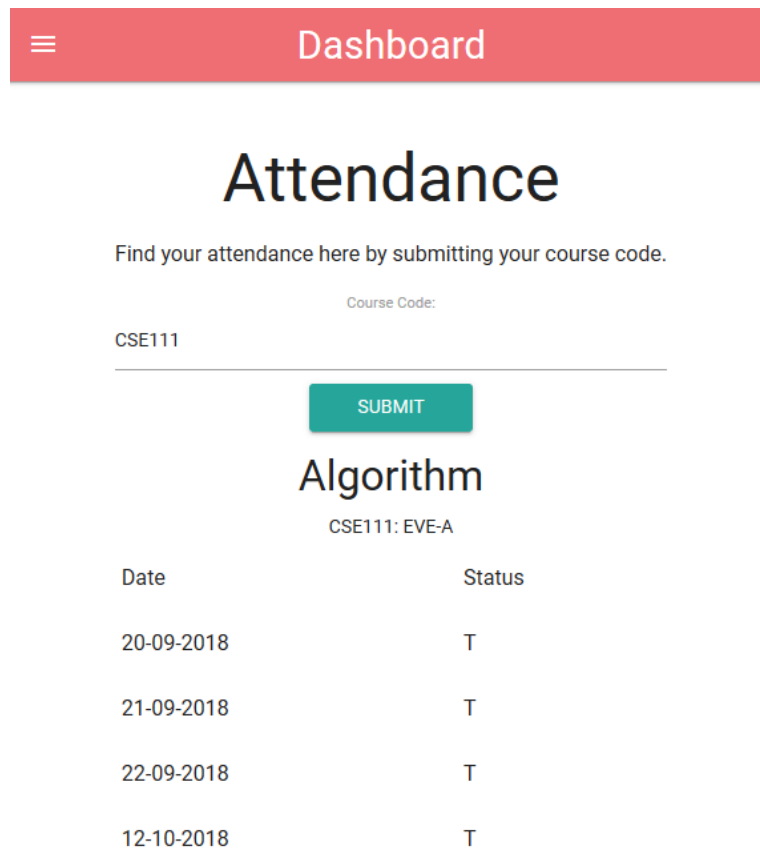 Dashboard
Attendance
Find your attendance here by submitting your course code.
Course Code:
CSE111
SUBMIT
Algorithm
CSE111: EVE-A
Date Status
20-09-2018 T
21-09-2018 T
22-09-2018 T
12-10-2018 T